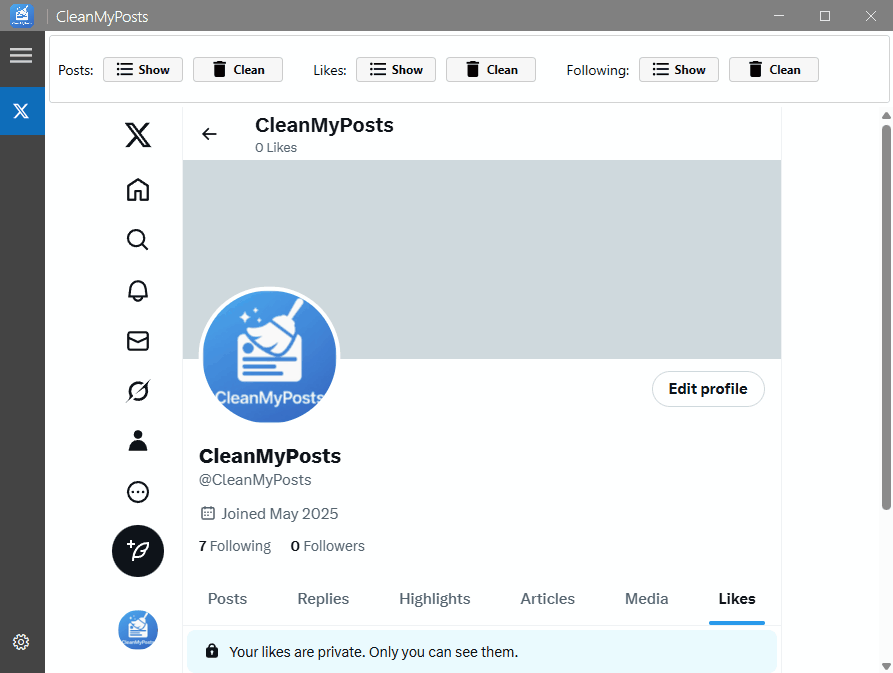 CleanMyPosts
Posts: Show Clean Likes: Show Clean Following: Show Clean
CleanMyPosts
0 Likes
CleanMyPosts
Edit profile
CleanMyPosts
@CleanMyPosts
Joined May 2025
7 Following 0 Followers
Posts Replies Highlights Articles Media Likes
CleanMyPosts
Your likes are private. Only you can see them.